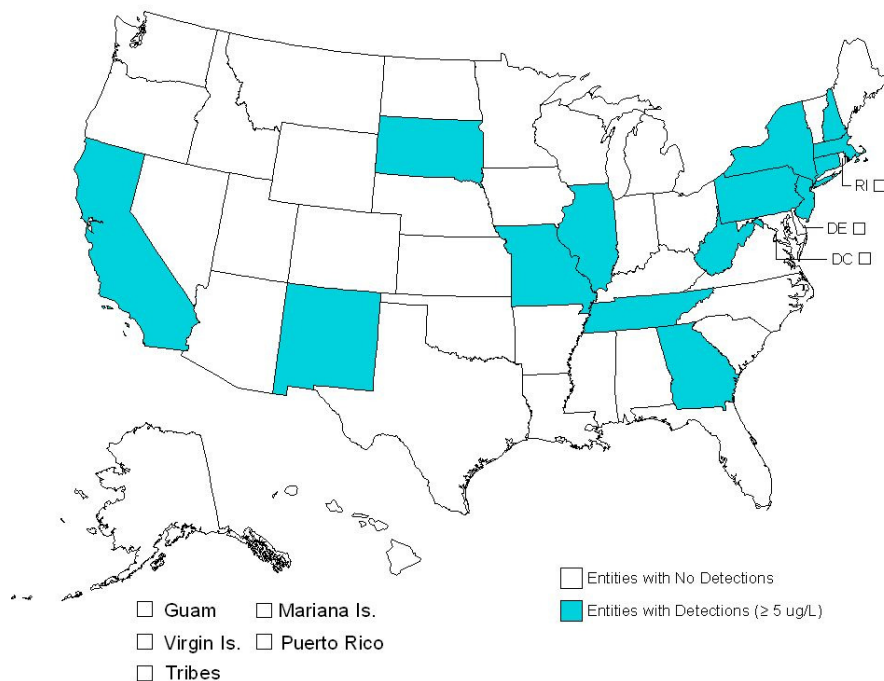 RI
DE
DC
Entities with No Detections
Entities with Detections (≥ 5 ug/L)
Guam
Mariana Is.
Virgin Is.
Puerto Rico
Tribes